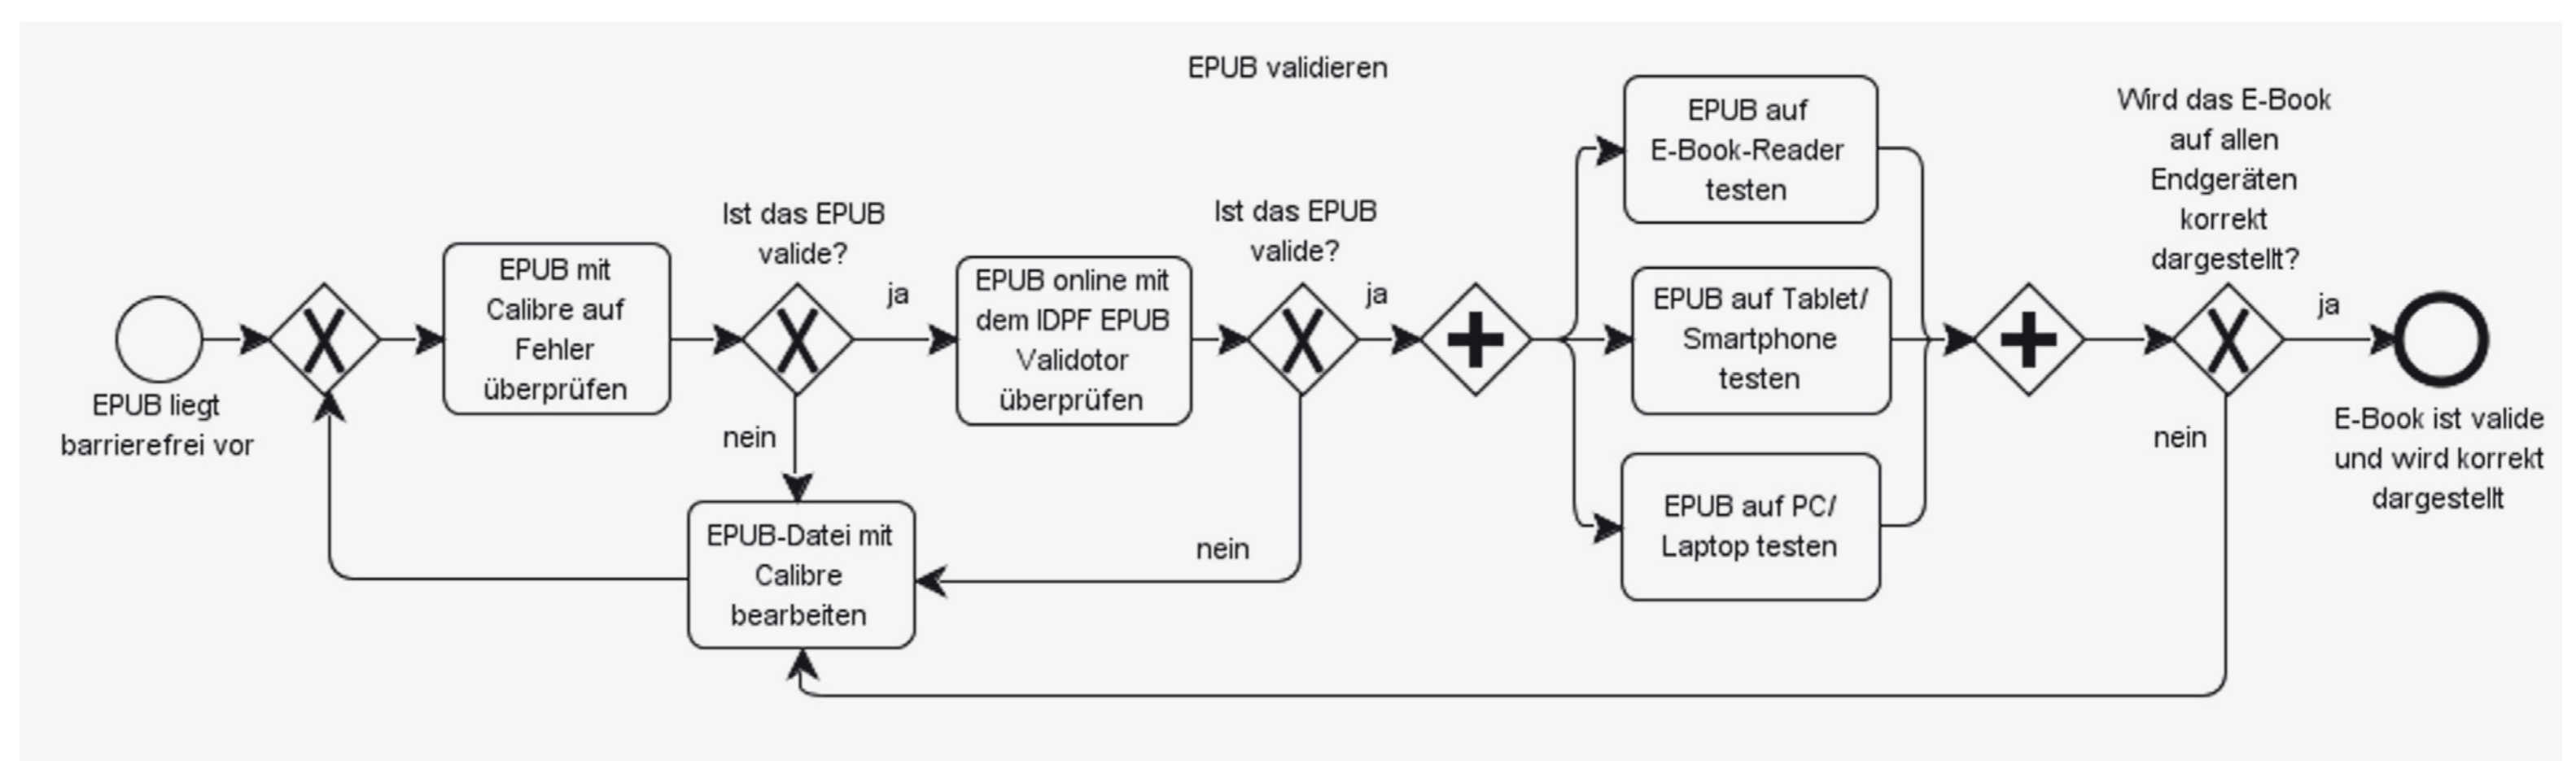 EPUB validieren
EPUB liegt
barrierefrei vor
EPUB mit
Calibre auf
Fehler
überprüfen
Ist das EPUB
valide?
ja
nein
EPUB-Datei mit
Calibre
bearbeiten
EPUB online mit
dem IDPF EPUB
Validotor
überprüfen
Ist das EPUB
valide?
ja
nein
EPUB auf
E-Book-Reader
testen
EPUB auf Tablet/
Smartphone
testen
EPUB auf PC/
Laptop testen
Wird das E-Book
auf allen
Endgeräten
korrekt
dargestellt?
ja
nein
E-Book ist valide
und wird korrekt
dargestellt